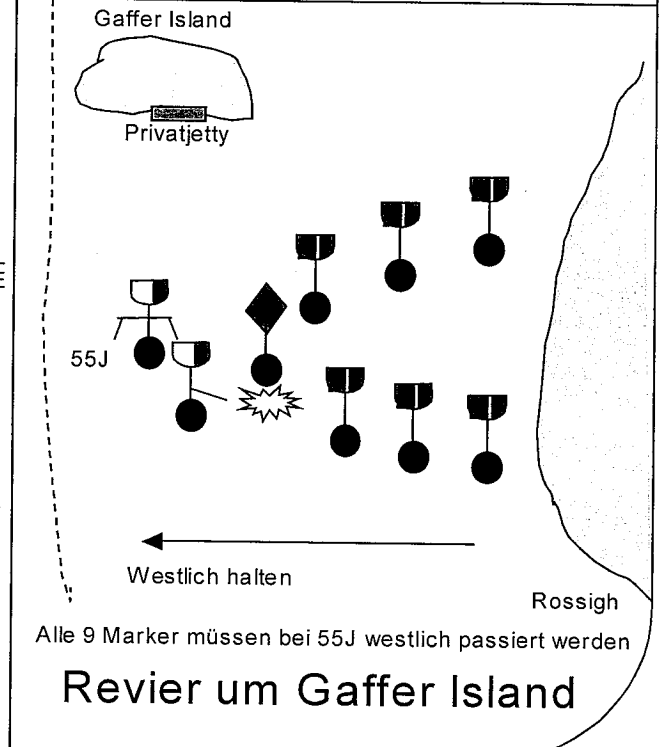 Gaffer Island
Privatjetty
55J
Westlich halten
Rossigh
Alle 9 Marker müssen bei 55J westlich passiert werden
Revier um Gaffer Island